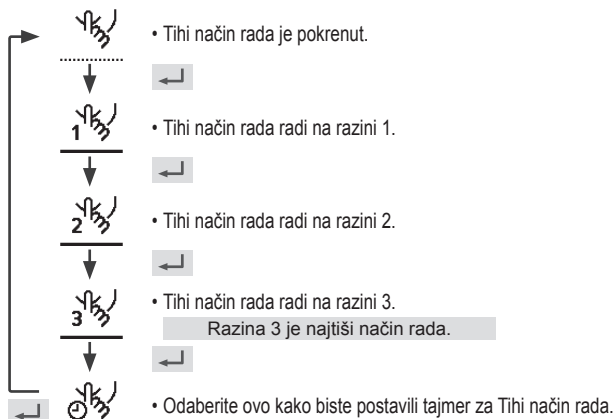 • Tihi način rada je pokrenut.
1
• Tihi način rada radi na razini 1.
2
• Tihi način rada radi na razini 2.
3
• Tihi način rada radi na razini 3.
Razina 3 je najtiši način rada.
• Odaberite ovo kako biste postavili tajmer za Tihi način rada.